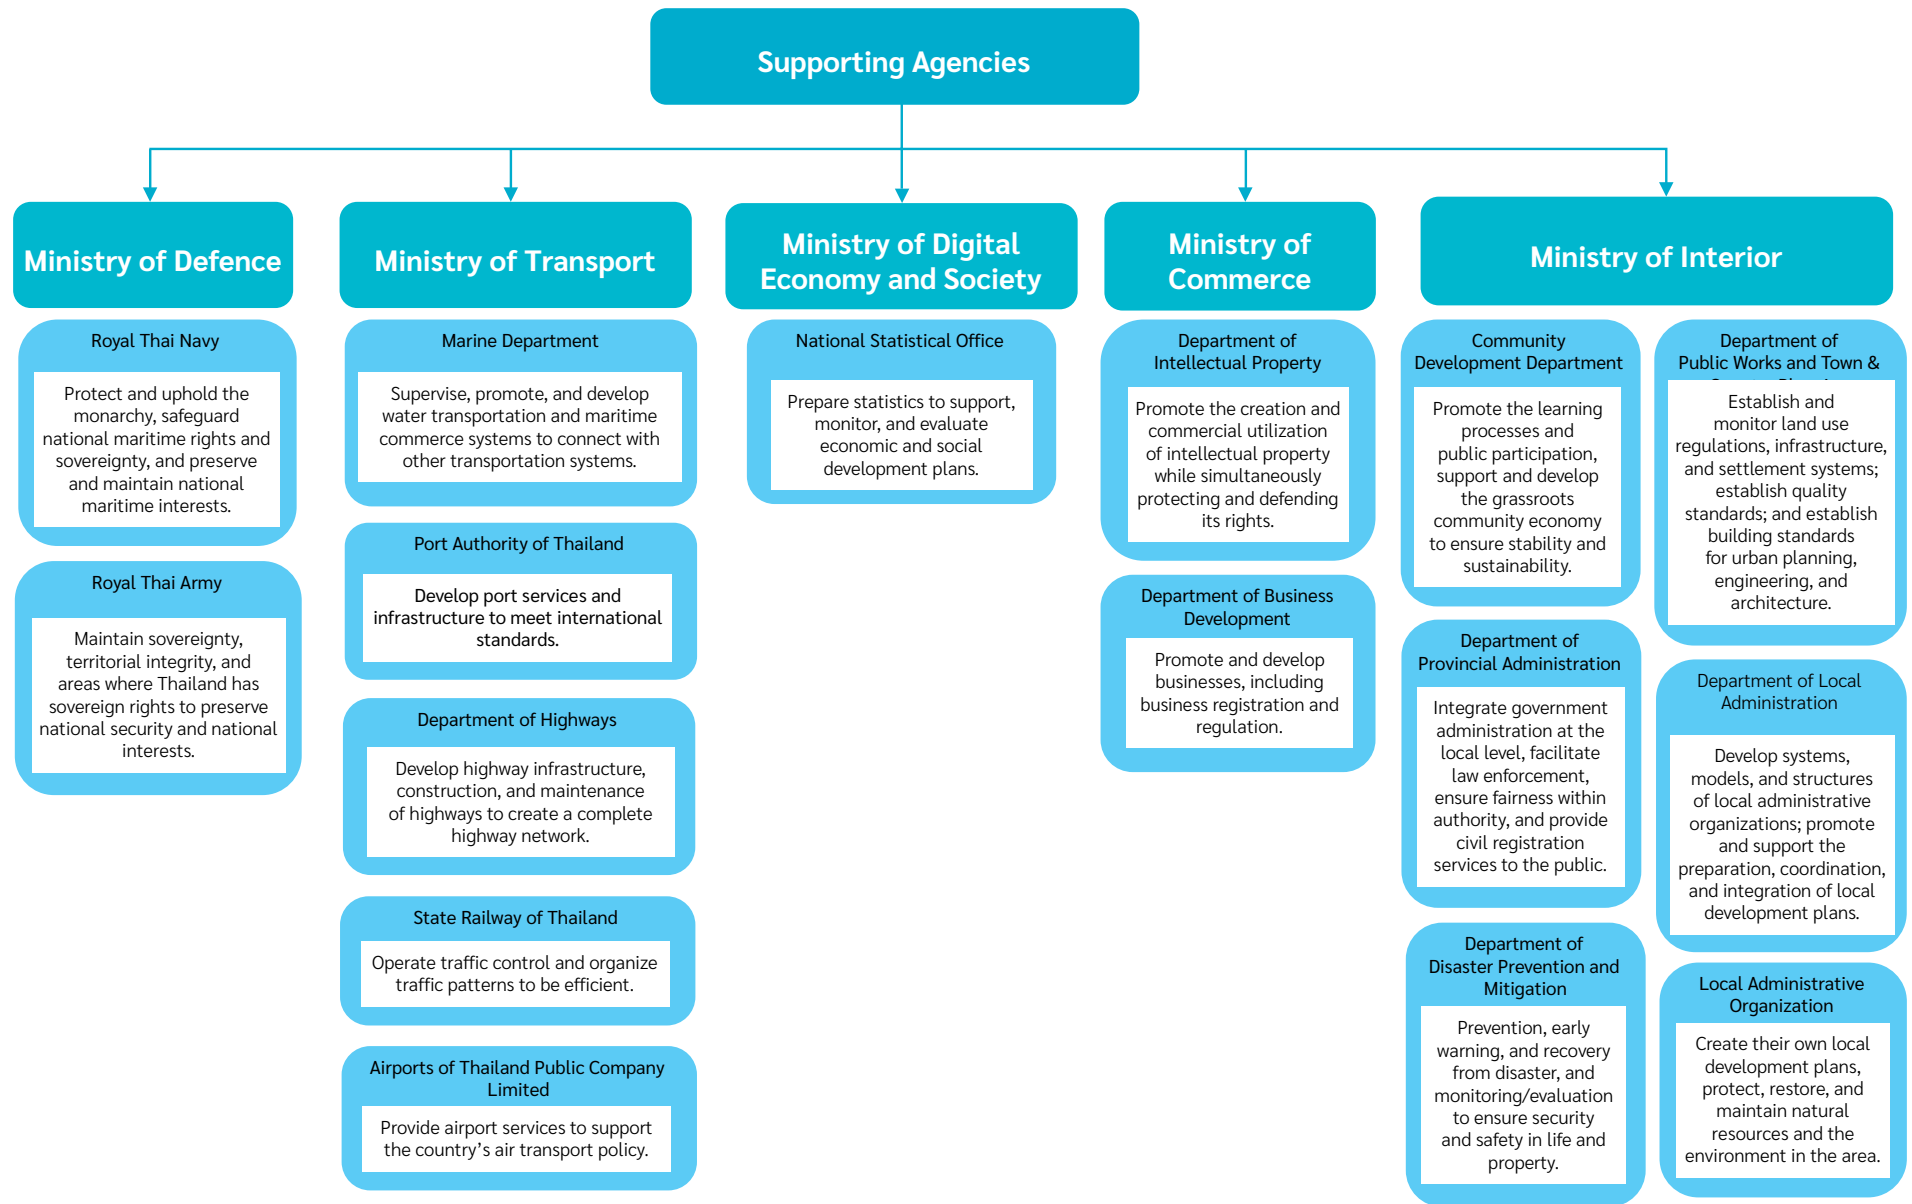 Supporting Agencies
Ministry of Defence
Royal Thai Navy
Protect and uphold the
monarchy, safeguard
national maritime rights and
sovereignty, and preserve
and maintain national
maritime interests.
Royal Thai Army
Maintain sovereignty,
territorial integrity, and
areas where Thailand has
sovereign rights to preserve
national security and national
interests.
Ministry of Transport
Marine Department
Supervise, promote, and develop
water transportation and maritime
commerce systems to connect with
other transportation systems.
Port Authority of Thailand
Develop port services and
infrastructure to meet international
standards.
Department of Highways
Develop highway infrastructure,
construction, and maintenance
of highways to create a complete
highway network.
State Railway of Thailand
Operate traffic control and organize
traffic patterns to be efficient.
Airports of Thailand Public Company
Limited
Provide airport services to support
the country’s air transport policy.
Ministry of Digital
Economy and Society
National Statistical Office
Prepare statistics to support,
monitor, and evaluate
economic and social
development plans.
Ministry of
Commerce
Department of
Intellectual Property
Promote the creation and
commercial utilization
of intellectual property
while simultaneously
protecting and defending
its rights.
Department of Business
Development
Promote and develop
businesses, including
business registration and
regulation.
Ministry of Interior
Community
Development Department
Promote the learning
processes and
public participation,
support and develop
the grassroots
community economy
to ensure stability and
sustainability.
Department of
Provincial Administration
Integrate government
administration at the
local level, facilitate
law enforcement,
ensure fairness within
authority, and provide
civil registration
services to the public.
Department of
Disaster Prevention and
Mitigation
Prevention, early
warning, and recovery
from disaster, and
monitoring/evaluation
to ensure security
and safety in life and
property.
Department of
Public Works and Town &
Establish and
monitor land use
regulations, infrastructure,
and settlement systems;
establish quality
standards; and establish
building standards
for urban planning,
engineering, and
architecture.
Department of Local
Administration
Develop systems,
models, and structures
of local administrative
organizations; promote
and support the
preparation, coordination,
and integration of local
development plans.
Local Administrative
Organization
Create their own local
development plans,
protect, restore, and
maintain natural
resources and the
environment in the area.